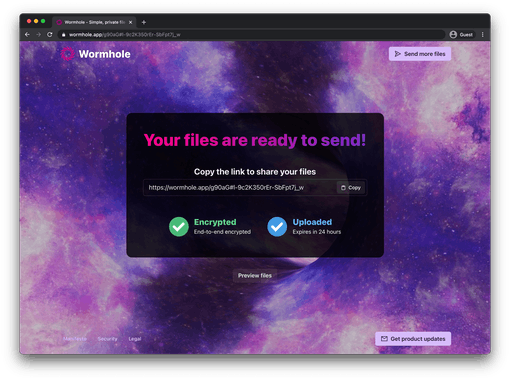 Wormhole - Simple, private file
wormhole.app/g90aG#l-9c2K350rEr-SbFpt7j_w
Guest
Wormhole
Send more files
Your files are ready to send!
Copy the link to share your files
https://wormhole.app/g90aG#l-9c2K350rEr-SbFpt7j_w
Copy
Encrypted
End-to-end encrypted
Uploaded
Expires in 24 hours
Preview files
Security
Legal
Get product updates